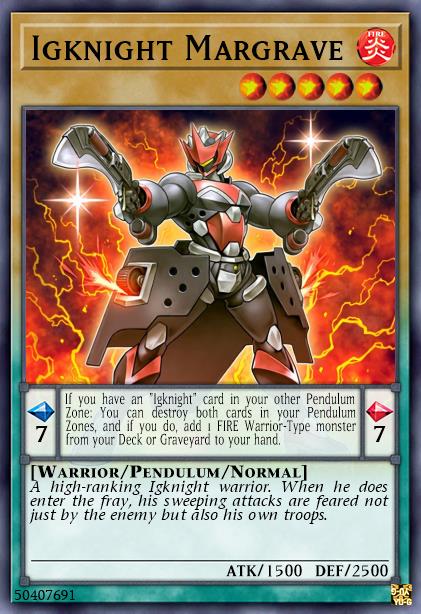 Igknight Margrave
FIRE
炎
If you have an "Igknight" card in your other Pendulum
Zone: You can destroy both cards in your Pendulum
Zones, and if you do, add 1 FIRE Warrior-Type monster
from your Deck or Graveyard to your hand.
7
7
[Warrior/Pendulum/Normal]
A high-ranking Igknight warrior. When he does
enter the fray, his sweeping attacks are feared not
just by the enemy but also his own troops.
ATK/1500 DEF/2500
50407691